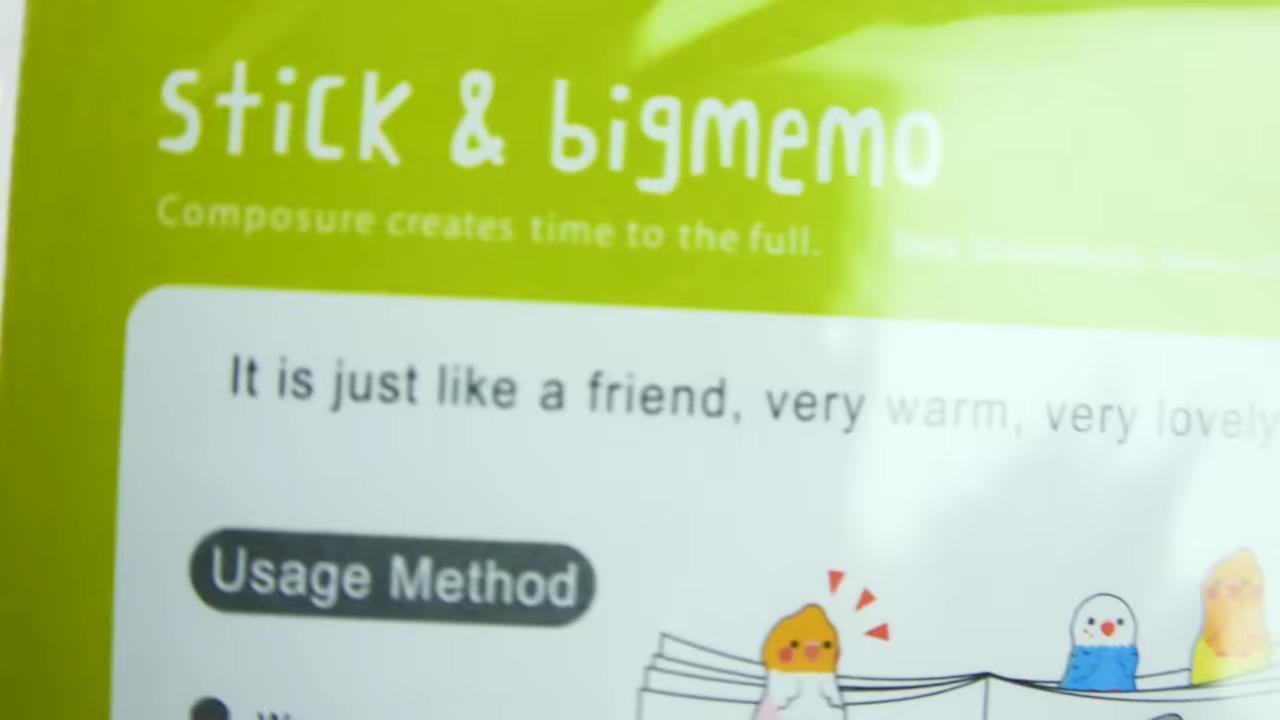 stick & bigmemo
Composure creates time to the full.
It is just like a friend, very warm, very lovely
Usage Method